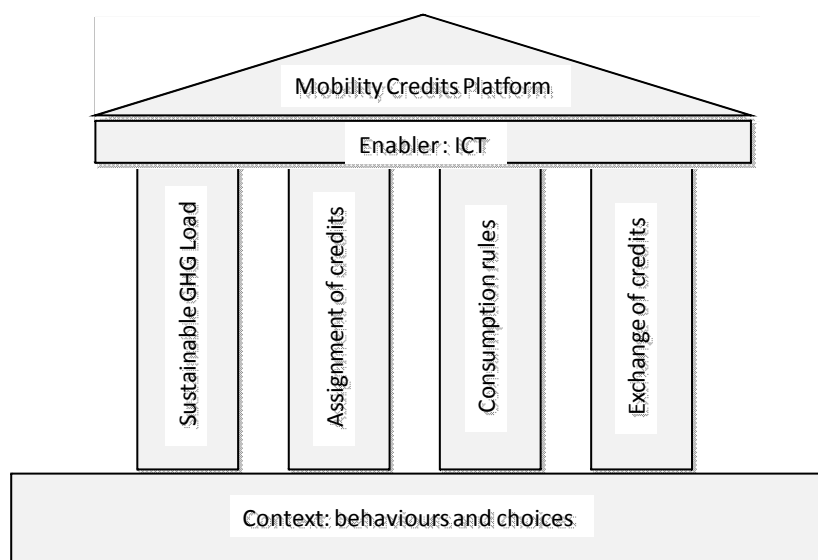 Mobility Credits Platform
Enabler: ICT
Sustainable GHG Load
Assignment of credits
Consumption rules
Exchange of credits
Context: behaviours and choices